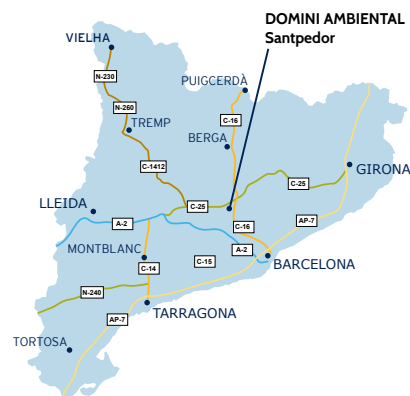 DOMINI AMBIENTAL
Santpedor
VIELHA
N-230
PUIGCERDÀ
N-260
C-16
TREMP
BERGA
C-1412
GIRONA
C-25
C-25
LLEIDA
A-2
C-16
AP-7
MONTBLANC
A-2
C-15
BARCELONA
C-14
N-240
TARRAGONA
AP-7
TORTOSA